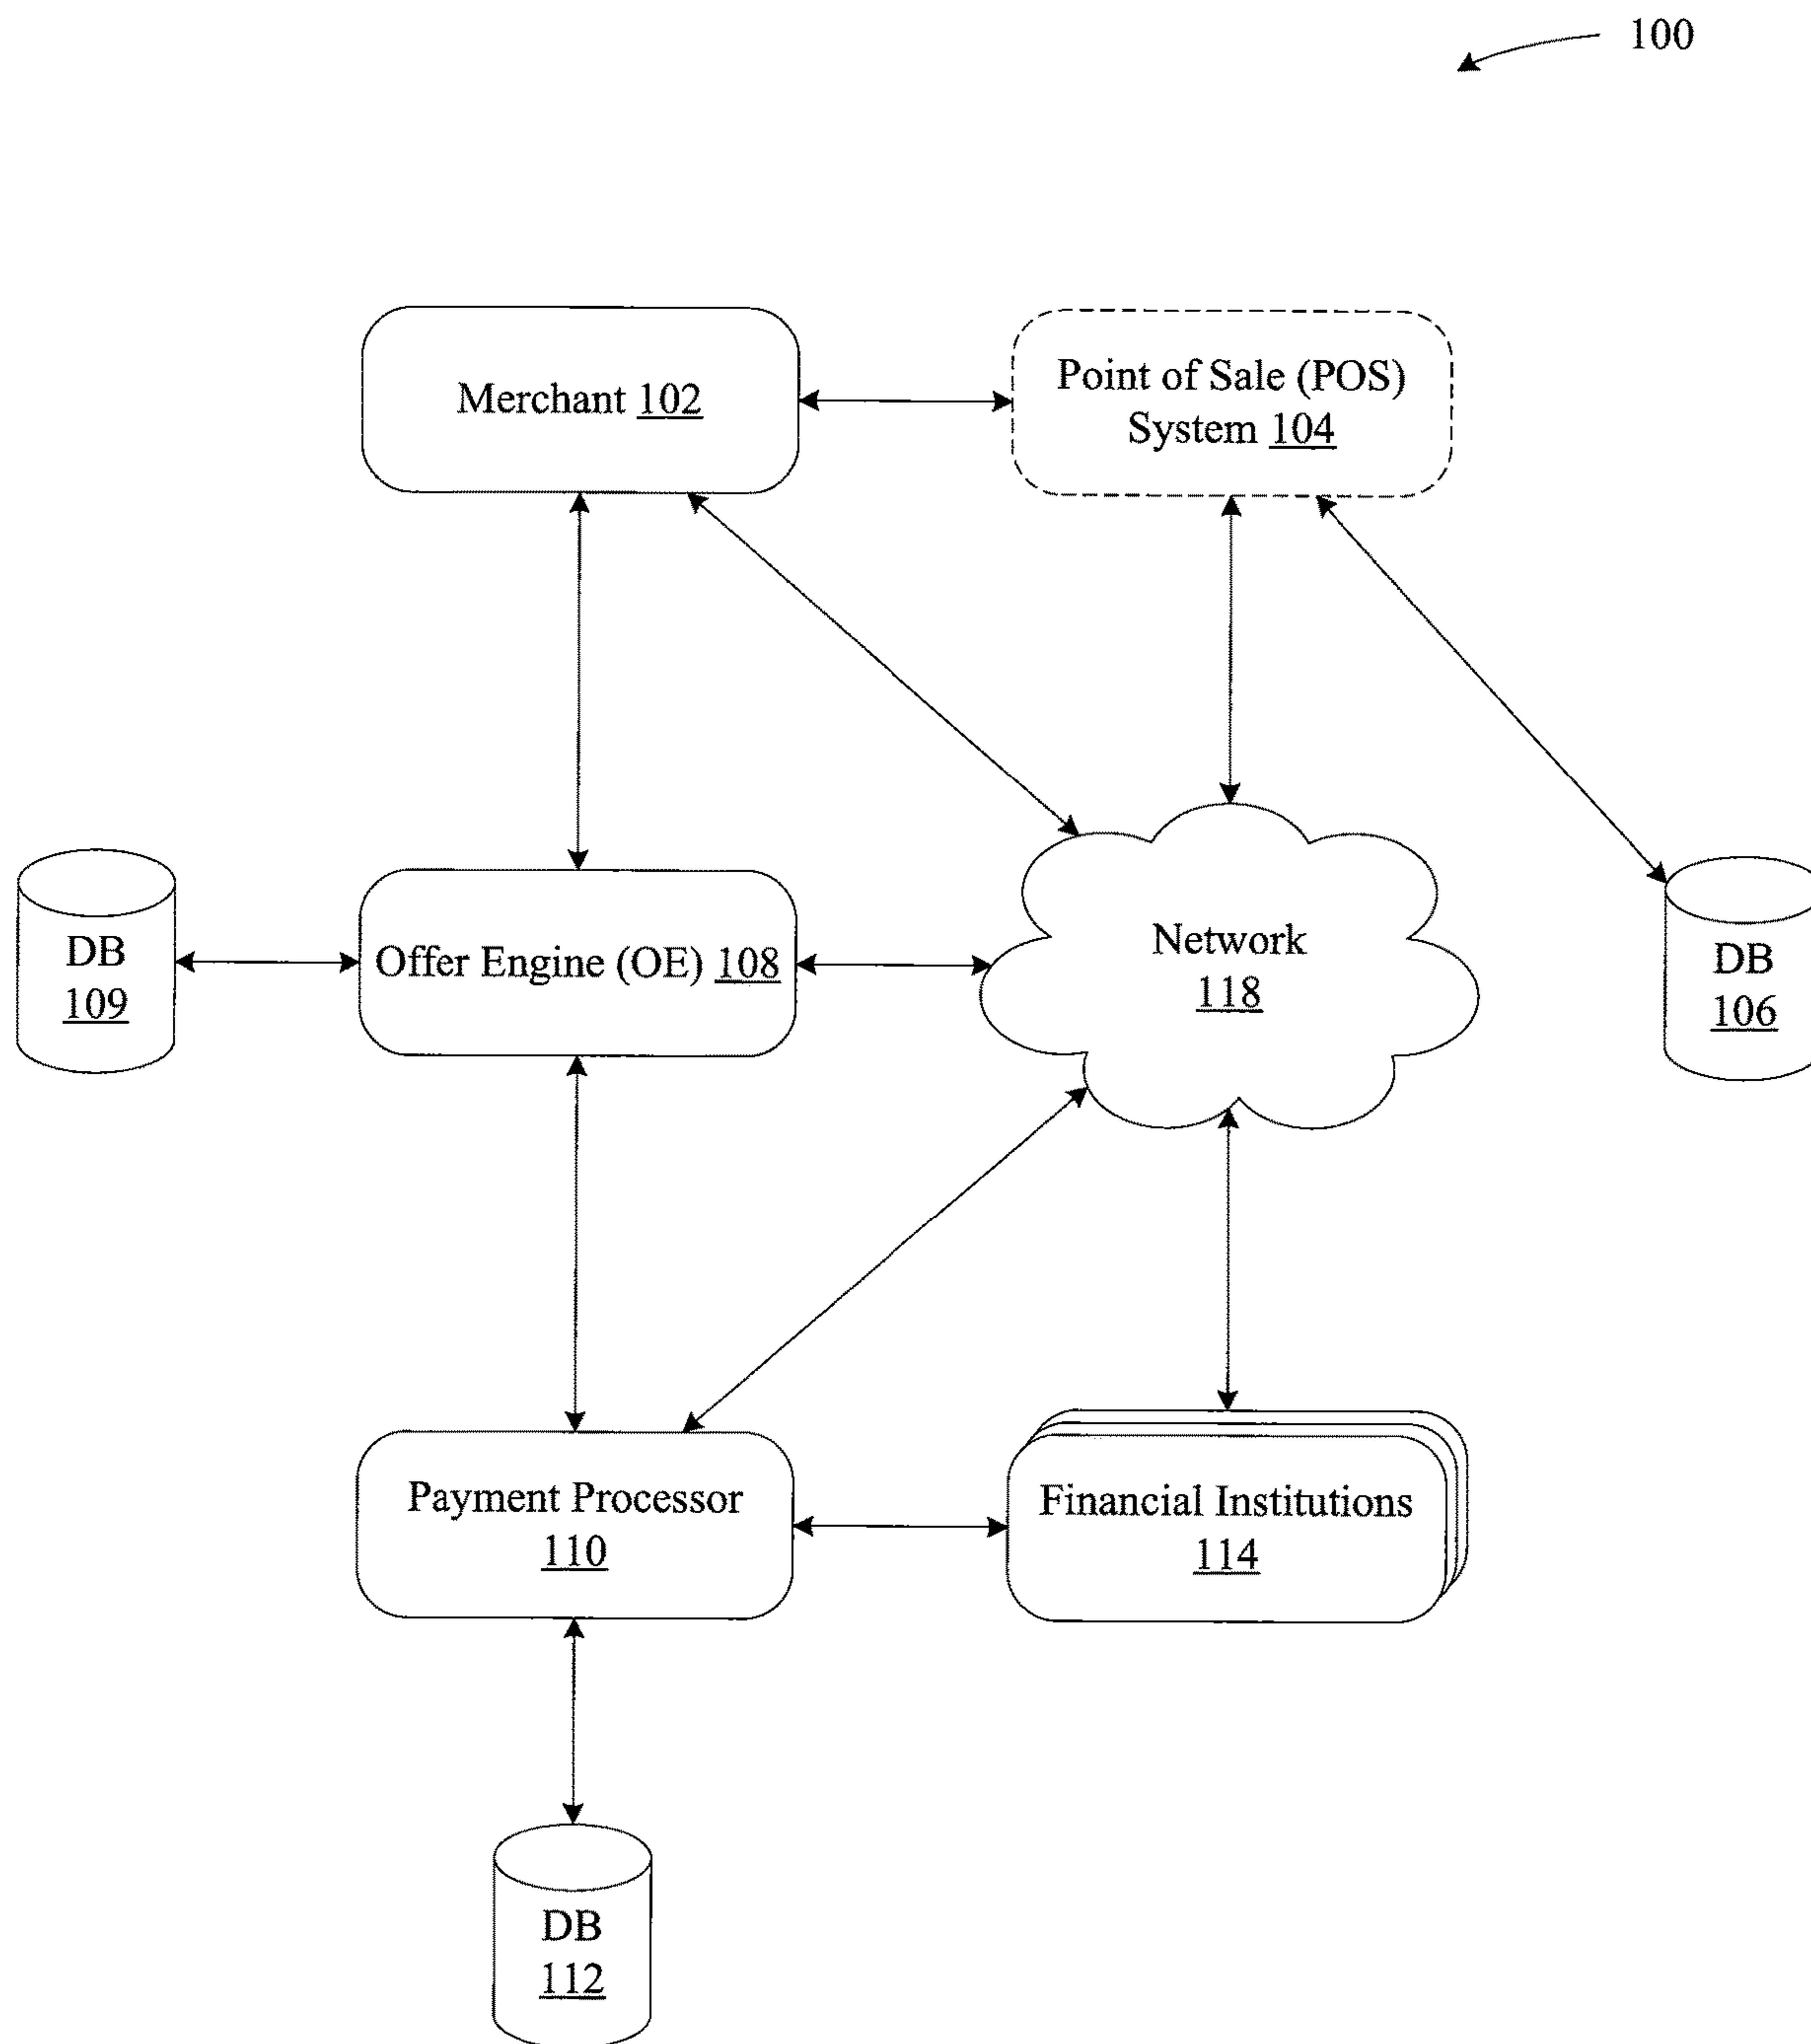 100
Merchant 102
Point of Sale (POS)
System 104
DB
109
Offer Engine (OE) 108
Network
118
DB
106
Payment Processor
110
Financial Institutions
114
DB
112